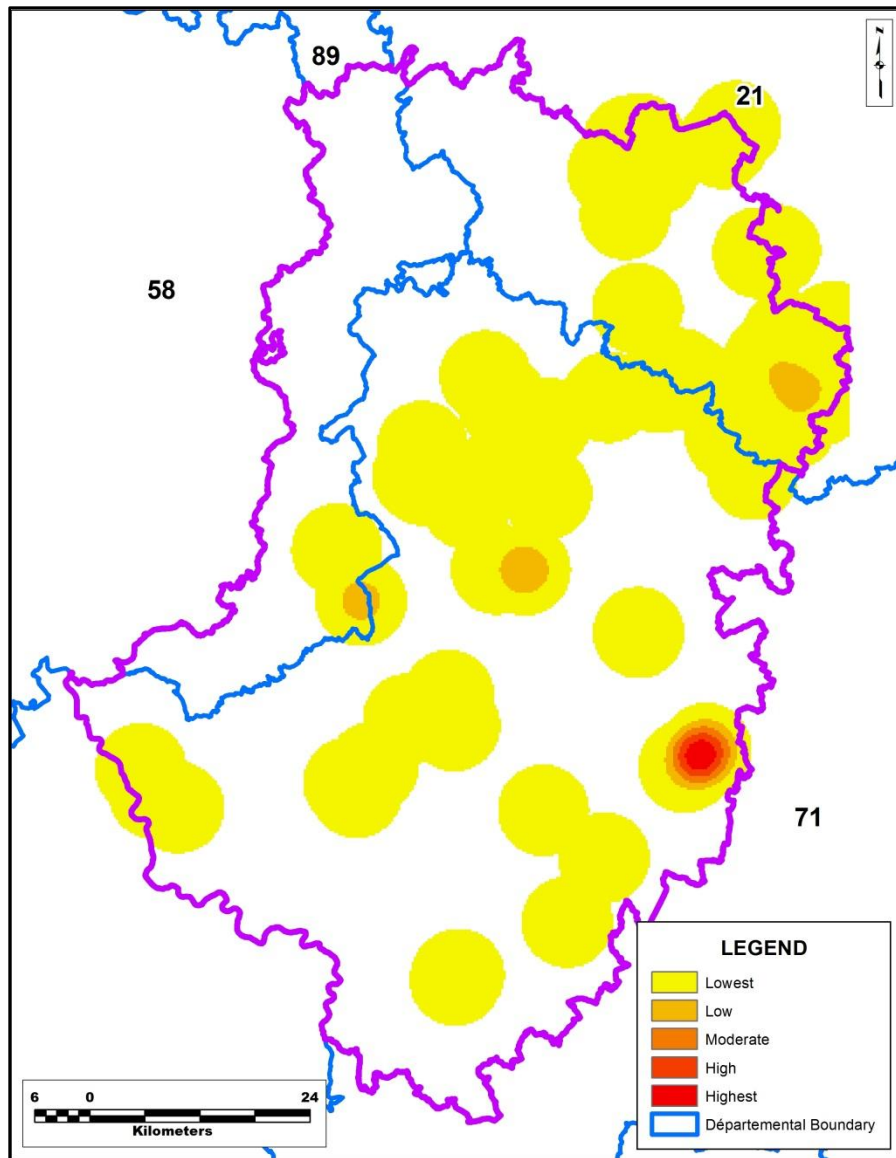 89
21
58
71
N
LEGEND
Lowest
Low
Moderate
High
Highest
Départemental Boundary
6 0 24
Kilometers